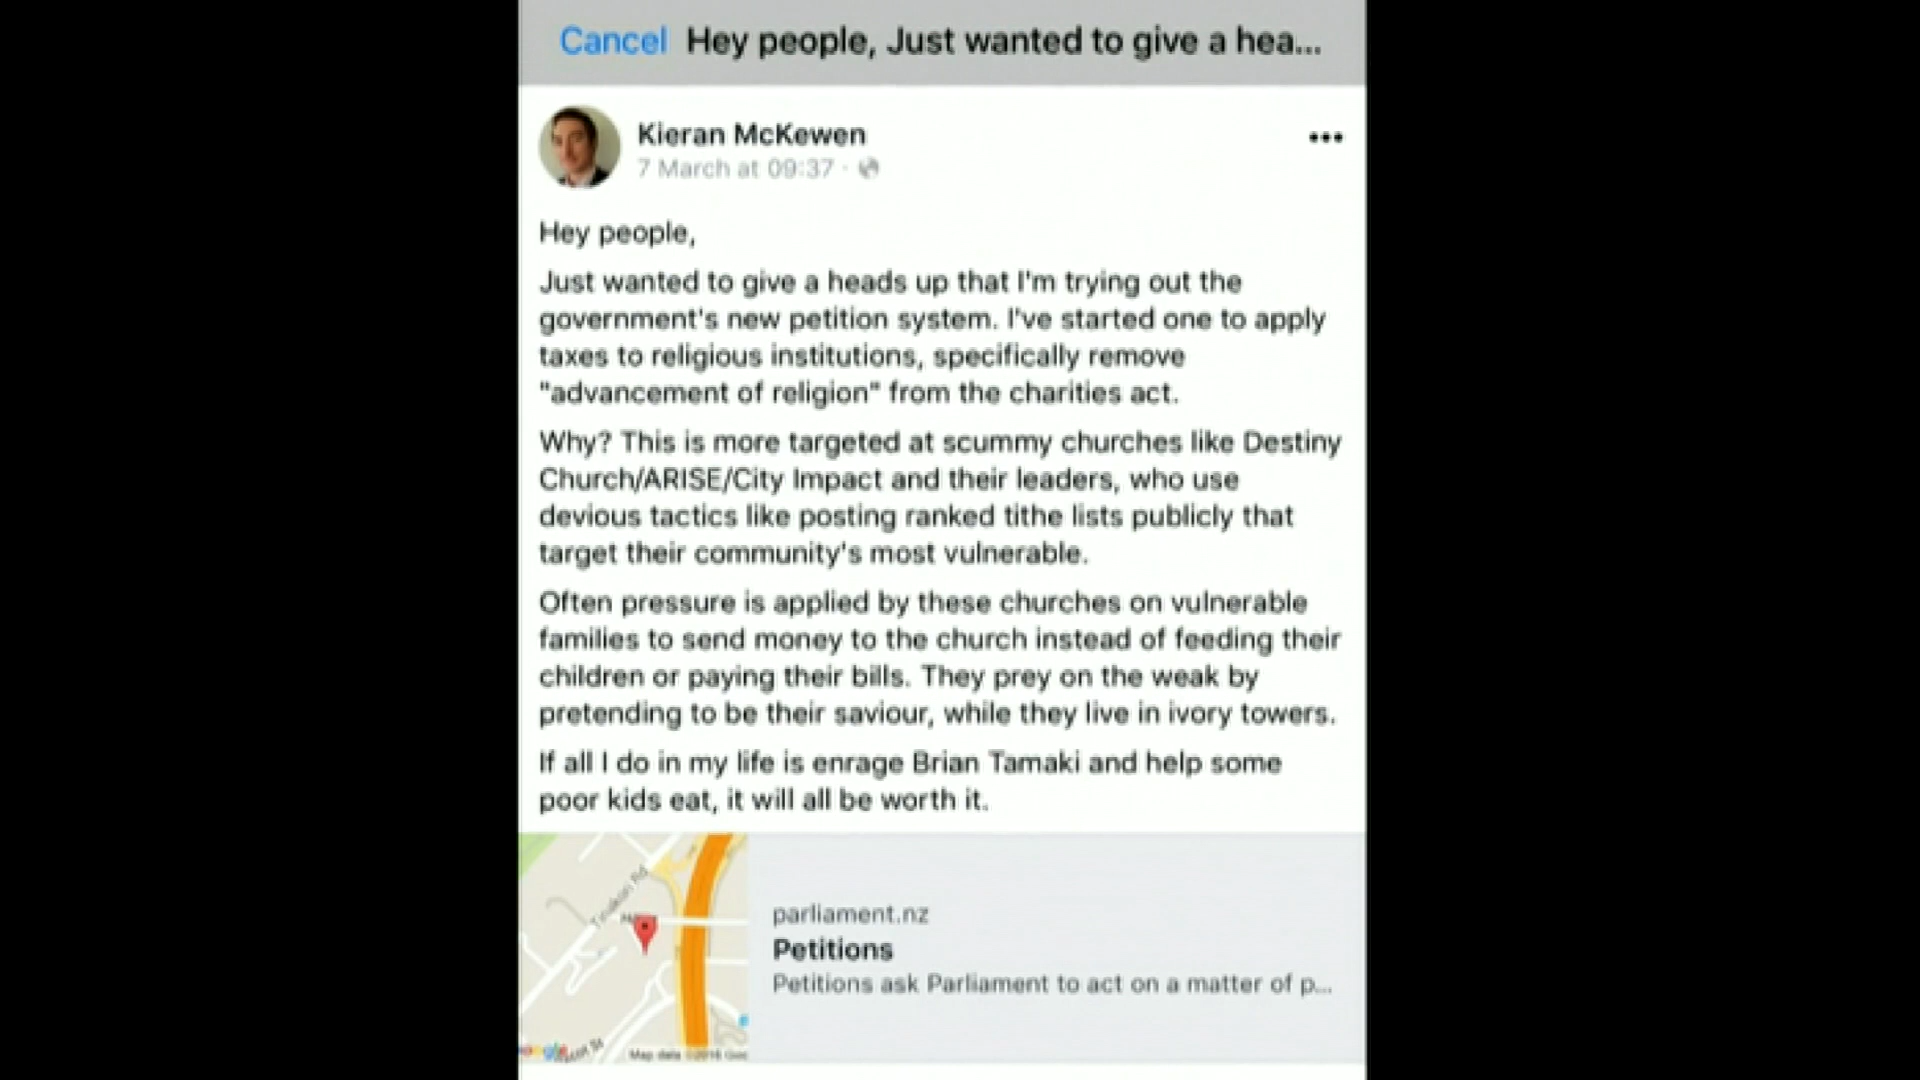 Cancel Hey people, Just wanted to give a hea...
Kieran McKewen
7 March at 09:37 ·
Hey people,
Just wanted to give a heads up that I'm trying out the
government's new petition system. I've started one to apply
taxes to religious institutions, specifically remove
"advancement of religion" from the charities act.
Why? This is more targeted at scummy churches like Destiny
Church/ARISE/City Impact and their leaders, who use
devious tactics like posting ranked tithe lists publicly that
target their community's most vulnerable.
Often pressure is applied by these churches on vulnerable
families to send money to the church instead of feeding their
children or paying their bills. They prey on the weak by
pretending to be their saviour, while they live in ivory towers.
If all I do in my life is enrage Brian Tamaki and help some
poor kids eat, it will all be worth it.
parliament.nz
Petitions
Petitions ask Parliament to act on a matter of p...
Map data